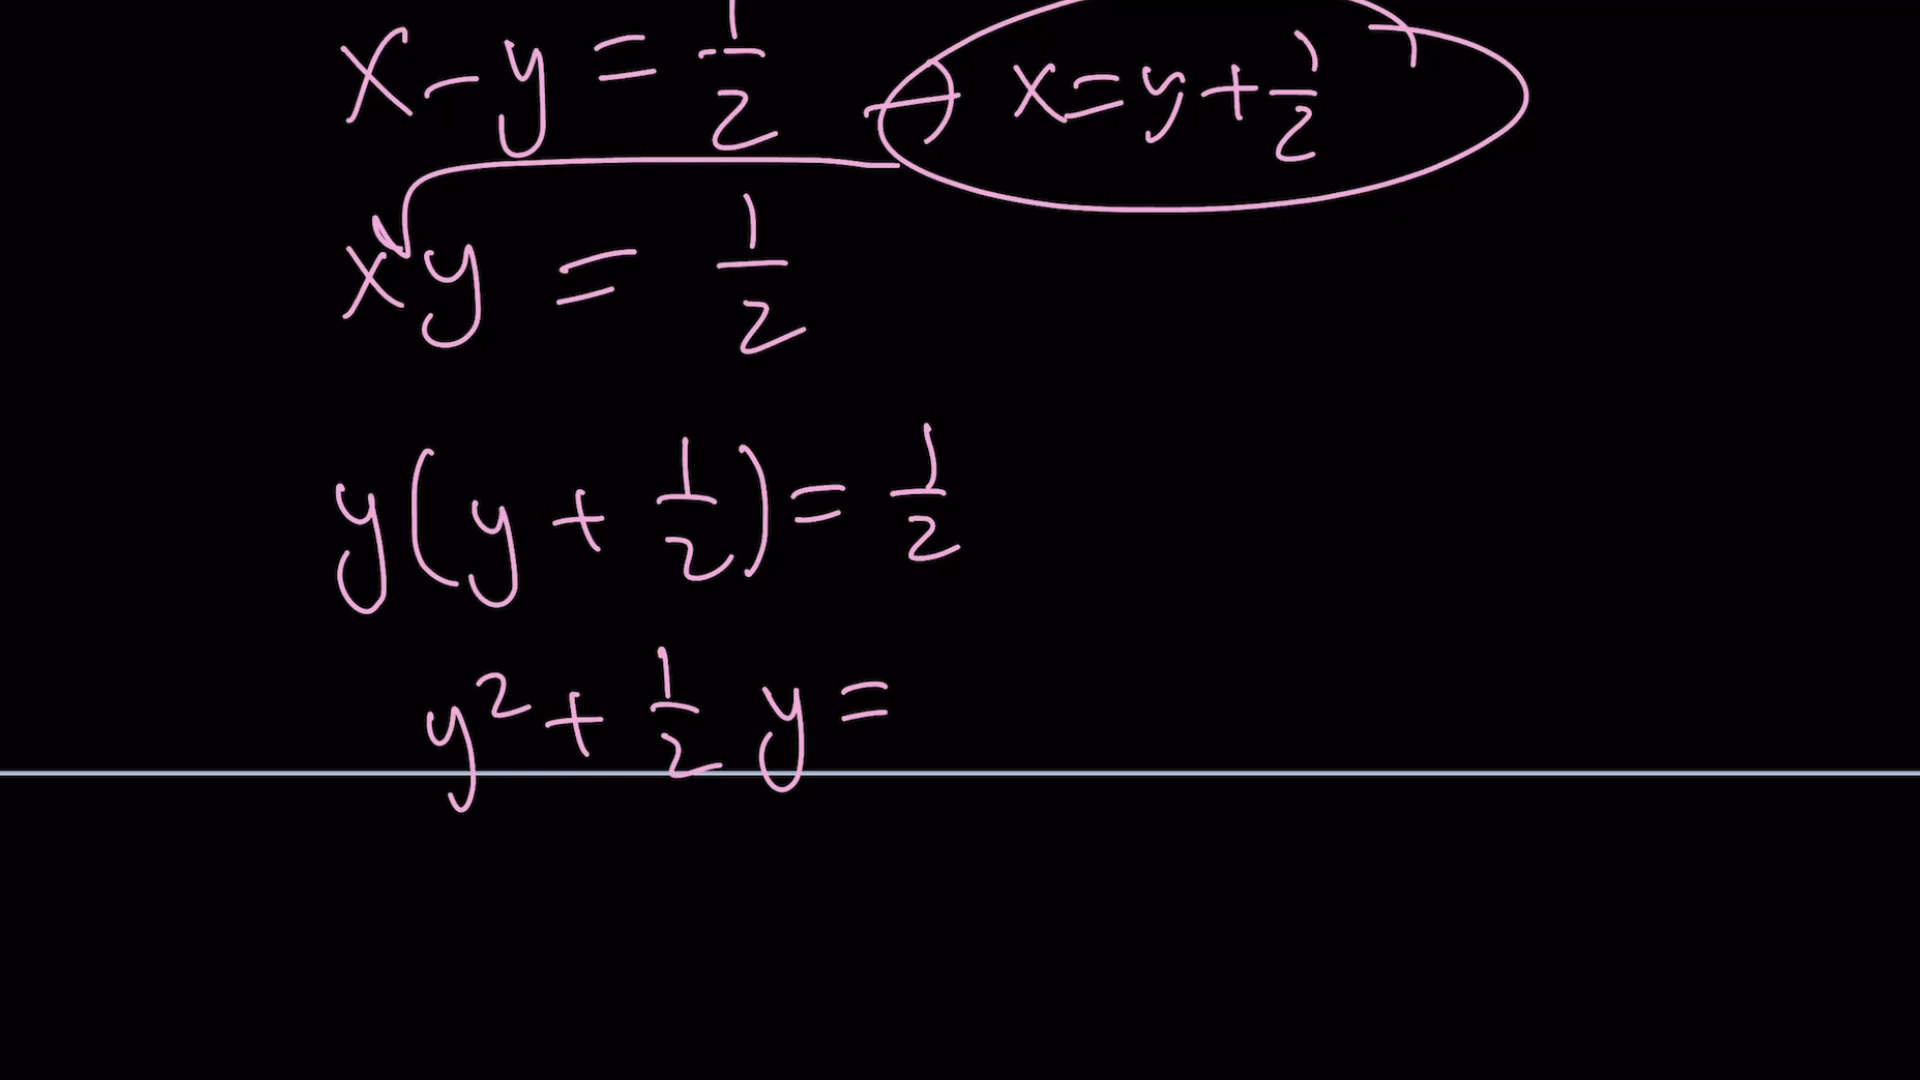 x - y = 1/2 → x = y + 1/2
xy = 1/2
y(y + 1/2) = 1/2
y² + 1/2 y =